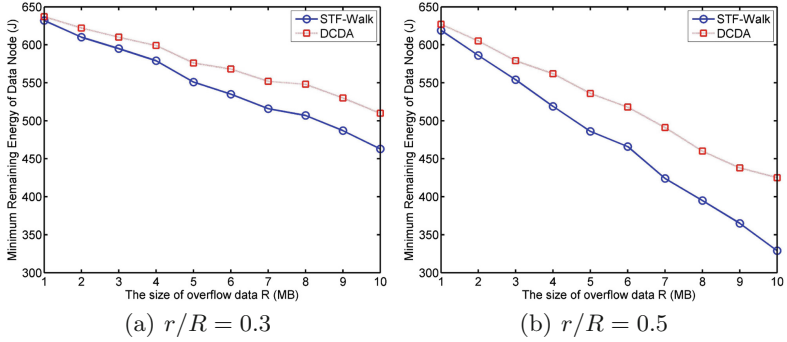 Minimum Remaining Energy of Data Node (J)
650
600
550
500
450
400
350
300
STF-Walk
DCDA
1 2 3 4 5 6 7 8 9 10
The size of overflow data R (MB)
(a) r/R = 0.3
Minimum Remaining Energy of Data Node (J)
650
600
550
500
450
400
350
300
STF-Walk
DCDA
1 2 3 4 5 6 7 8 9 10
The size of overflow data R (MB)
(b) r/R = 0.5